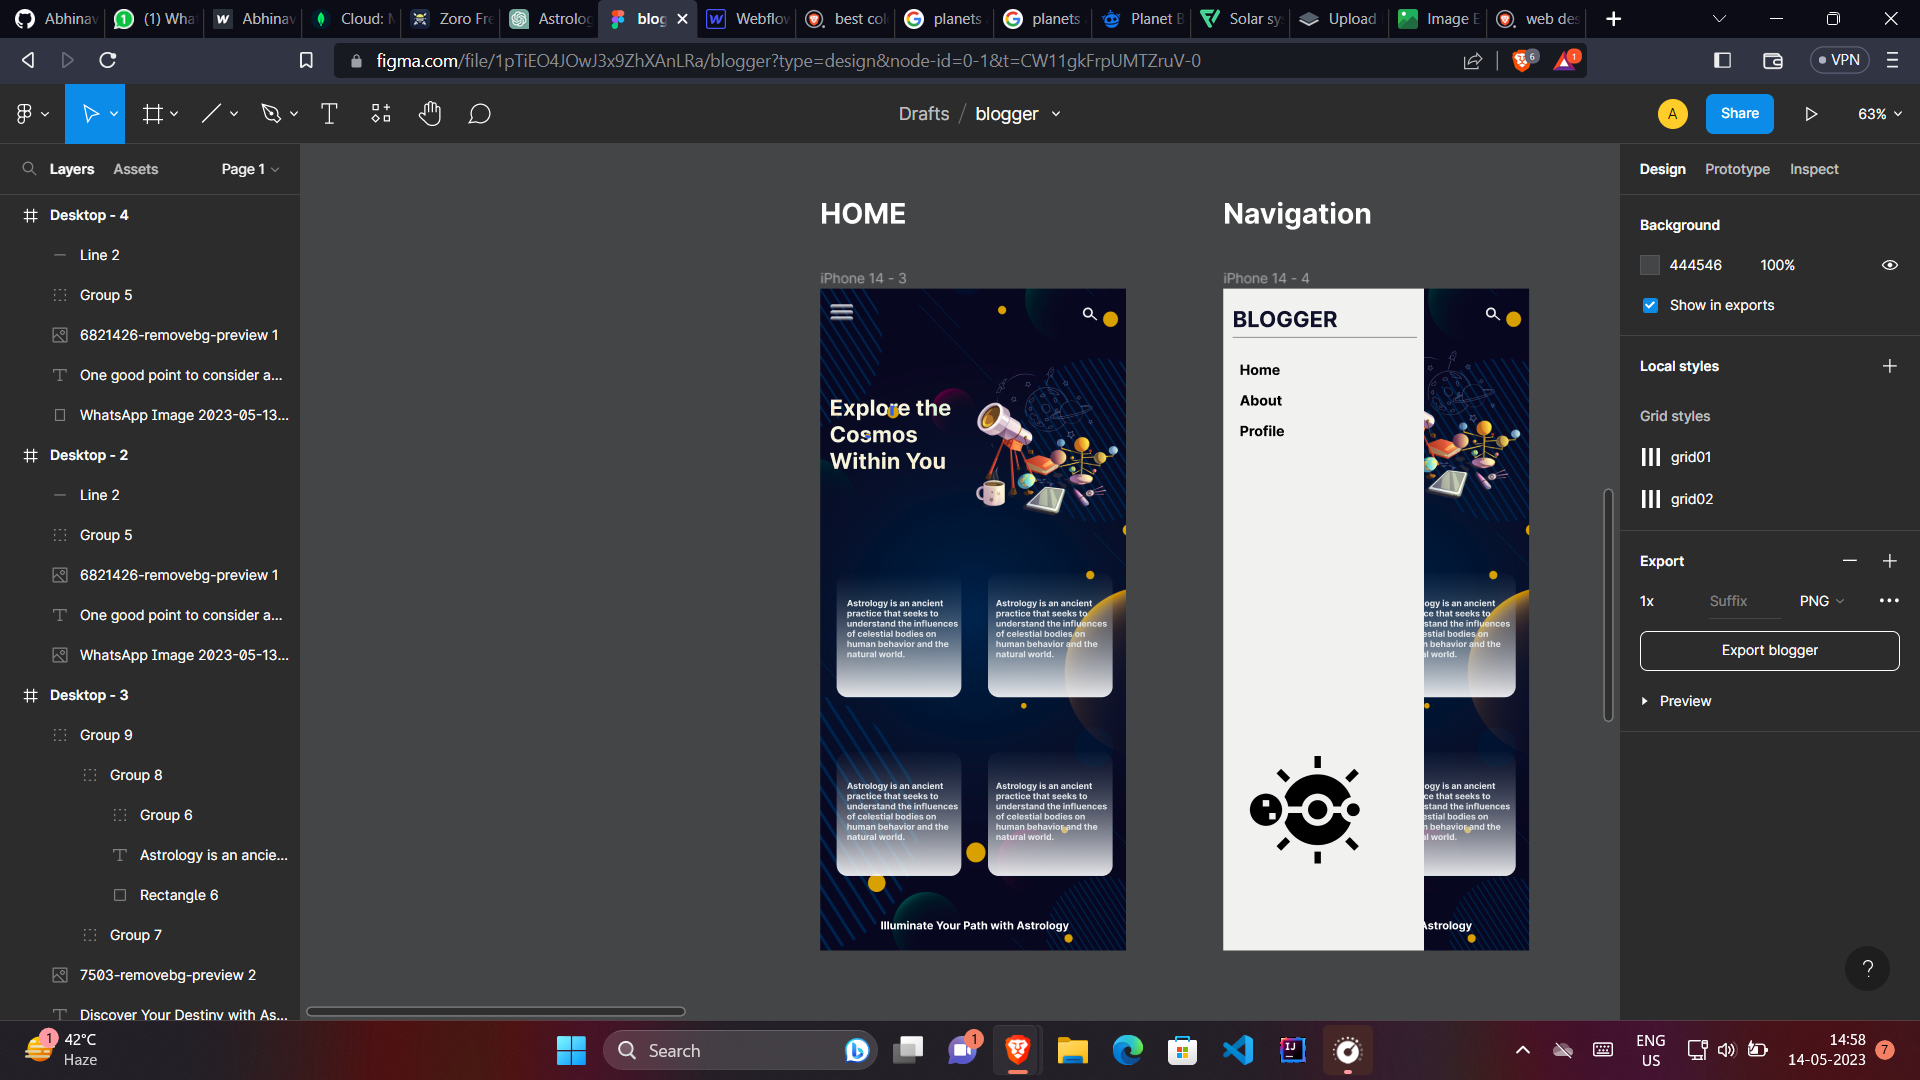 Abhinav
Wha
Abhinav
Cloud: M
Zoro Fre
Astrolog
blog
Webflow
best col
planets
planets
Planet B
Solar sy
Upload
Image E
web des
figma.com/file/1pTiEO4JOwJ3x9ZhXAnLRa/blogger?type=design&node-id=0-1&t=CW11gkFrpUMTZruV-0
6
1
VPN
Drafts / blogger
A
Share
63%
Layers
Assets
Page 1
Desktop - 4
Line 2
Group 5
6821426-removebg-preview 1
One good point to consider a...
WhatsApp Image 2023-05-13...
Desktop - 2
Line 2
Group 5
6821426-removebg-preview 1
One good point to consider a...
WhatsApp Image 2023-05-13...
Desktop - 3
Group 9
Group 8
Group 6
Astrology is an ancie...
Rectangle 6
Group 7
7503-removebg-preview 2
Discover Your Destiny with As...
HOME
iPhone 14 - 3
Explore the
Cosmos
Within You
Astrology is an ancient
practice that seeks to
understand the influences
of celestial bodies on
human behavior and the
natural world.
Astrology is an ancient
practice that seeks to
understand the influences
of celestial bodies on
human behavior and the
natural world.
Astrology is an ancient
practice that seeks to
understand the influences
of celestial bodies on
human behavior and the
natural world.
Astrology is an ancient
practice that seeks to
understand the influences
of celestial bodies on
human behavior and the
natural world.
Illuminate Your Path with Astrology
Navigation
iPhone 14 - 4
BLOGGER
Home
About
Profile
ogy is an ancient
ce that seeks to
stand the influences
estial bodies on
n behavior and the
l world.
ogy is an ancient
ce that seeks to
stand the influences
estial bodies on
n behavior and the
l world.
Astrology
Design
Prototype
Inspect
Background
444546
100%
Show in exports
Local styles
Grid styles
grid01
grid02
Export
1x
Suffix
PNG
Export blogger
Preview
?
1
42°C
Haze
Search
1
ENG
US
14:58
14-05-2023
7